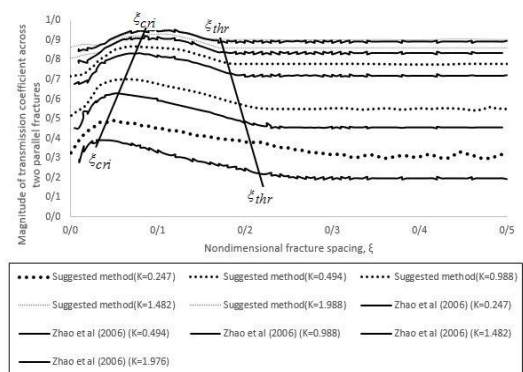 Magnitude of transmission coefficient across
two parallel fractures
1/0
0/9
0/8
0/7
0/6
0/5
0/4
0/3
0/2
0/1
0/0
ξcri
ξthr
ξcri
ξthr
0/0 0/1 0/2 0/3 0/4 0/5
Nondimensional fracture spacing, ξ
Suggested method(K=0.247) Suggested method(K=0.494) Suggested method(K=0.988)
Suggested method(K=1.482) Suggested method(K=1.988) Zhao et al (2006) (K=0.247)
Zhao et al (2006) (K=0.494) Zhao et al (2006) (K=0.988) Zhao et al (2006) (K=1.482)
Zhao et al (2006) (K=1.976)